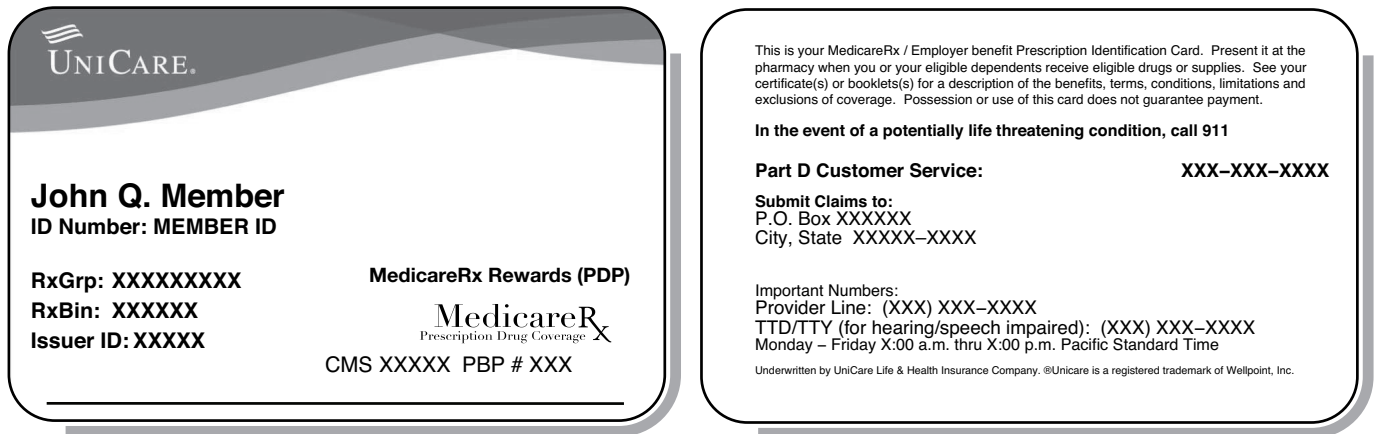 UNICARE®
John Q. Member
ID Number: MEMBER ID
RxGrp: XXXXXXXXX
RxBin: XXXXXX
Issuer ID: XXXXX
MedicareRx Rewards (PDP)
MedicareRx
Prescription Drug Coverage
CMS XXXXX PBP # XXX
This is your MedicareRx / Employer benefit Prescription Identification Card. Present it at the
pharmacy when you or your eligible dependents receive eligible drugs or supplies. See your
certificate(s) or booklets(s) for a description of the benefits, terms, conditions, limitations and
exclusions of coverage. Possession or use of this card does not guarantee payment.
In the event of a potentially life threatening condition, call 911
Part D Customer Service: XXX–XXX–XXXX
Submit Claims to:
P.O. Box XXXXXX
City, State XXXXX–XXXX
Important Numbers:
Provider Line: (XXX) XXX–XXXX
TTD/TTY (for hearing/speech impaired): (XXX) XXX–XXXX
Monday – Friday X:00 a.m. thru X:00 p.m. Pacific Standard Time
Underwritten by UniCare Life & Health Insurance Company. ®Unicare is a registered trademark of Wellpoint, Inc.